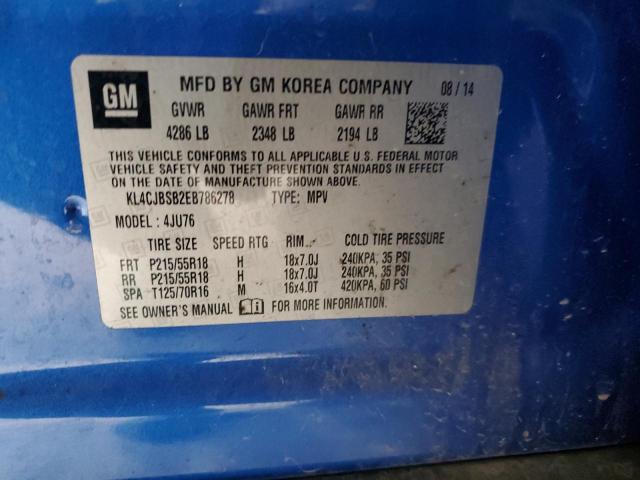 GM MFD BY GM KOREA COMPANY 08 / 14
GVWR GAWR FRT GAWR RR
4286 LB 2348 LB 2194 LB
THIS VEHICLE CONFORMS TO ALL APPLICABLE U.S. FEDERAL MOTOR
VEHICLE SAFETY AND THEFT PREVENTION STANDARDS IN EFFECT
ON THE DATE OF MANUFACTURE SHOWN ABOVE.
KL4CJBSB2EB786278 TYPE: MPV
MODEL: 4JU76
TIRE SIZE SPEED RTG RIM COLD TIRE PRESSURE
FRT P215/55R18 H 18x7.0J 240KPA, 35 PSI
RR P215/55R18 H 18x7.0J 240KPA, 35 PSI
SPA T125/70R16 M 16x4.0T 420KPA, 60 PSI
SEE OWNER'S MANUAL i FOR MORE INFORMATION.